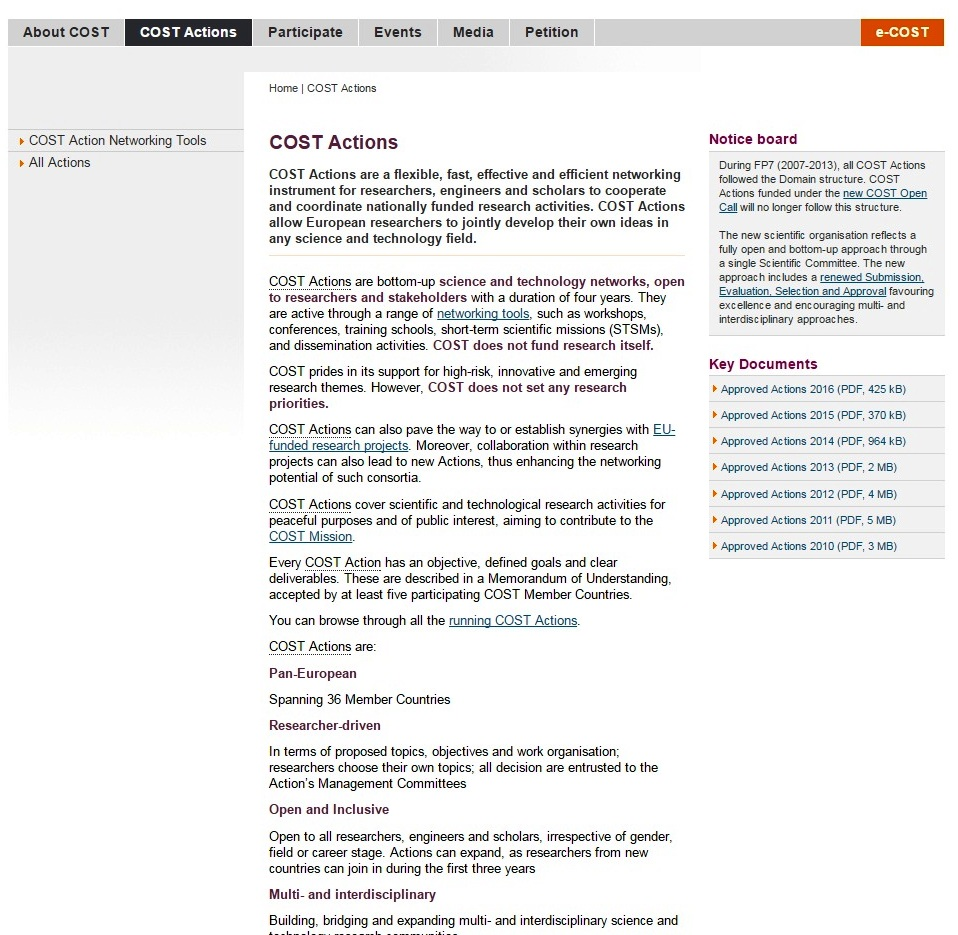 About COST
COST Actions
Participate
Events
Media
Petition
e-COST
Home | COST Actions
COST Action Networking Tools
All Actions
COST Actions
COST Actions are a flexible, fast, effective and efficient networking
instrument for researchers, engineers and scholars to cooperate
and coordinate nationally funded research activities. COST Actions
allow European researchers to jointly develop their own ideas in
any science and technology field.
COST Actions are bottom-up science and technology networks, open
to researchers and stakeholders with a duration of four years. They
are active through a range of networking tools, such as workshops,
conferences, training schools, short-term scientific missions (STSMs),
and dissemination activities. COST does not fund research itself.
COST prides in its support for high-risk, innovative and emerging
research themes. However, COST does not set any research
priorities.
COST Actions can also pave the way to or establish synergies with EU-
funded research projects. Moreover, collaboration within research
projects can also lead to new Actions, thus enhancing the networking
potential of such consortia.
COST Actions cover scientific and technological research activities for
peaceful purposes and of public interest, aiming to contribute to the
COST Mission.
Every COST Action has an objective, defined goals and clear
deliverables. These are described in a Memorandum of Understanding,
accepted by at least five participating COST Member Countries.
You can browse through all the running COST Actions.
COST Actions are:
Pan-European
Spanning 36 Member Countries
Researcher-driven
In terms of proposed topics, objectives and work organisation;
researchers choose their own topics; all decision are entrusted to the
Action's Management Committees
Open and Inclusive
Open to all researchers, engineers and scholars, irrespective of gender,
field or career stage. Actions can expand, as researchers from new
countries can join in during the first three years
Multi- and interdisciplinary
Building, bridging and expanding multi- and interdisciplinary science and
technology research communities
Notice board
During FP7 (2007-2013), all COST Actions
followed the Domain structure. COST
Actions funded under the new COST Open
Call will no longer follow this structure.
The new scientific organisation reflects a
fully open and bottom-up approach through
a single Scientific Committee. The new
approach includes a renewed Submission,
Evaluation, Selection and Approval favouring
excellence and encouraging multi- and
interdisciplinary approaches.
Key Documents
Approved Actions 2016 (PDF, 425 kB)
Approved Actions 2015 (PDF, 370 kB)
Approved Actions 2014 (PDF, 964 kB)
Approved Actions 2013 (PDF, 2 MB)
Approved Actions 2012 (PDF, 4 MB)
Approved Actions 2011 (PDF, 5 MB)
Approved Actions 2010 (PDF, 3 MB)